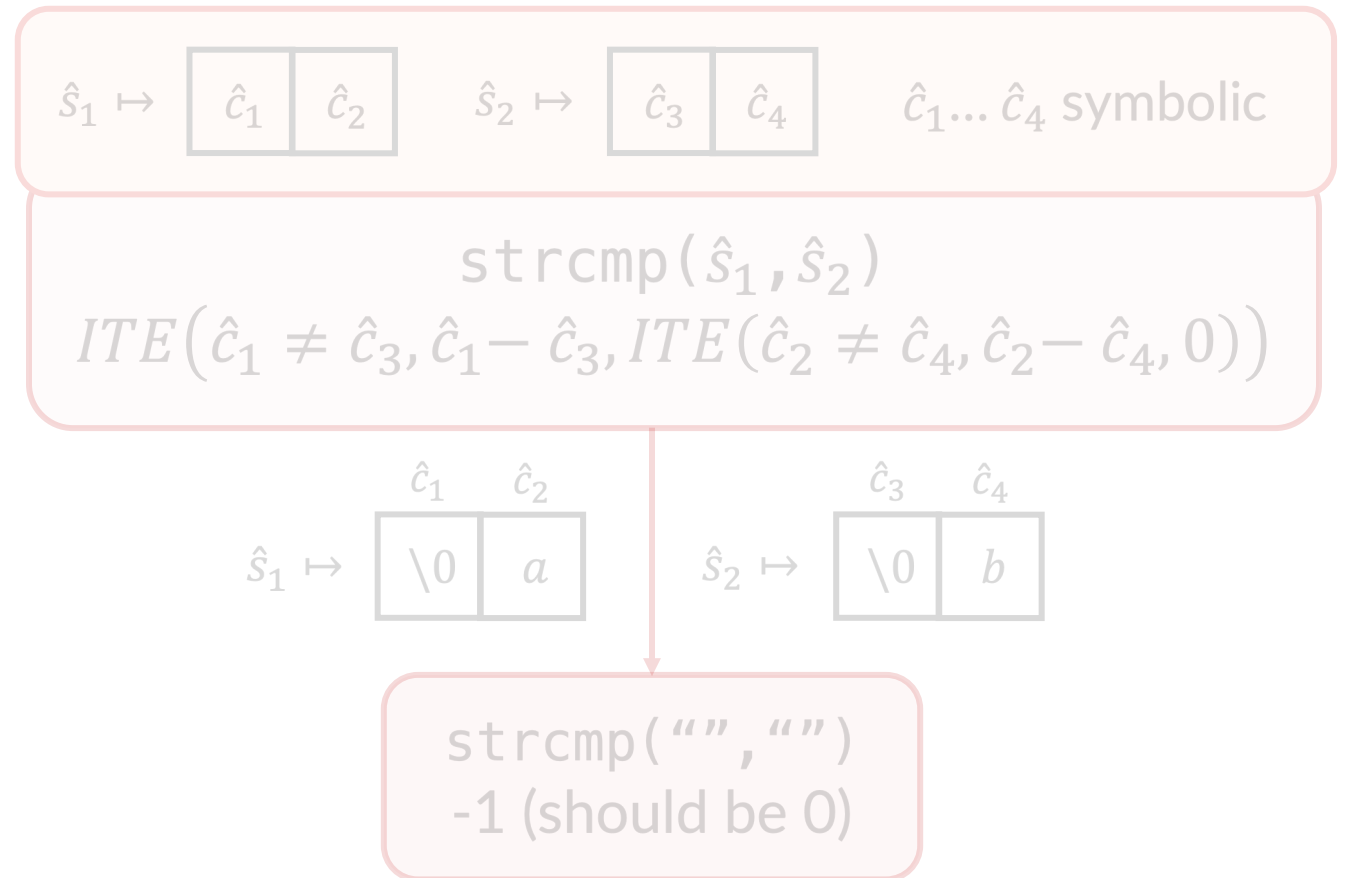 ŝ₁ ↦ ĉ₁ ĉ₂ ŝ₂ ↦ ĉ₃ ĉ₄ ĉ₁… ĉ₄ symbolic
strcmp(ŝ₁,ŝ₂)
ITE(ĉ₁ ≠ ĉ₃,ĉ₁− ĉ₃,ITE(ĉ₂ ≠ ĉ₄,ĉ₂− ĉ₄,0))
ĉ₁ ĉ₂ ĉ₃ ĉ₄
ŝ₁ ↦ \0 a ŝ₂ ↦ \0 b
strcmp(“”,“”)
-1 (should be 0)